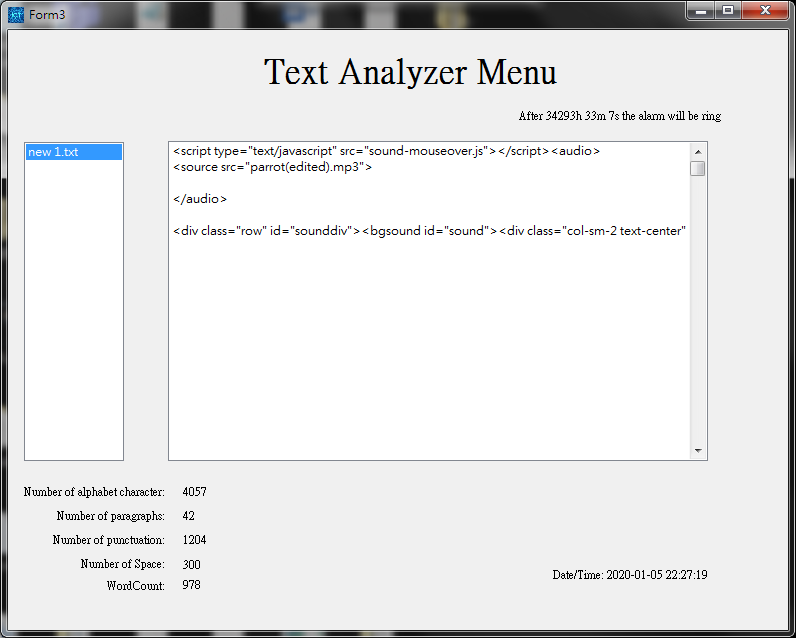 Form3
Text Analyzer Menu
After 34293h 33m 7s the alarm will be ring
new 1.txt
<script type="text/javascript" src="sound-mouseover.js"></script><audio>
<source src="parrot(edited).mp3">
</audio>
<div class="row" id="sounddiv"><bgsound id="sound"><div class="col-sm-2 text-center"
Number of alphabet character: 4057
Number of paragraphs: 42
Number of punctuation: 1204
Number of Space: 300
WordCount: 978
Date/Time: 2020-01-05 22:27:19